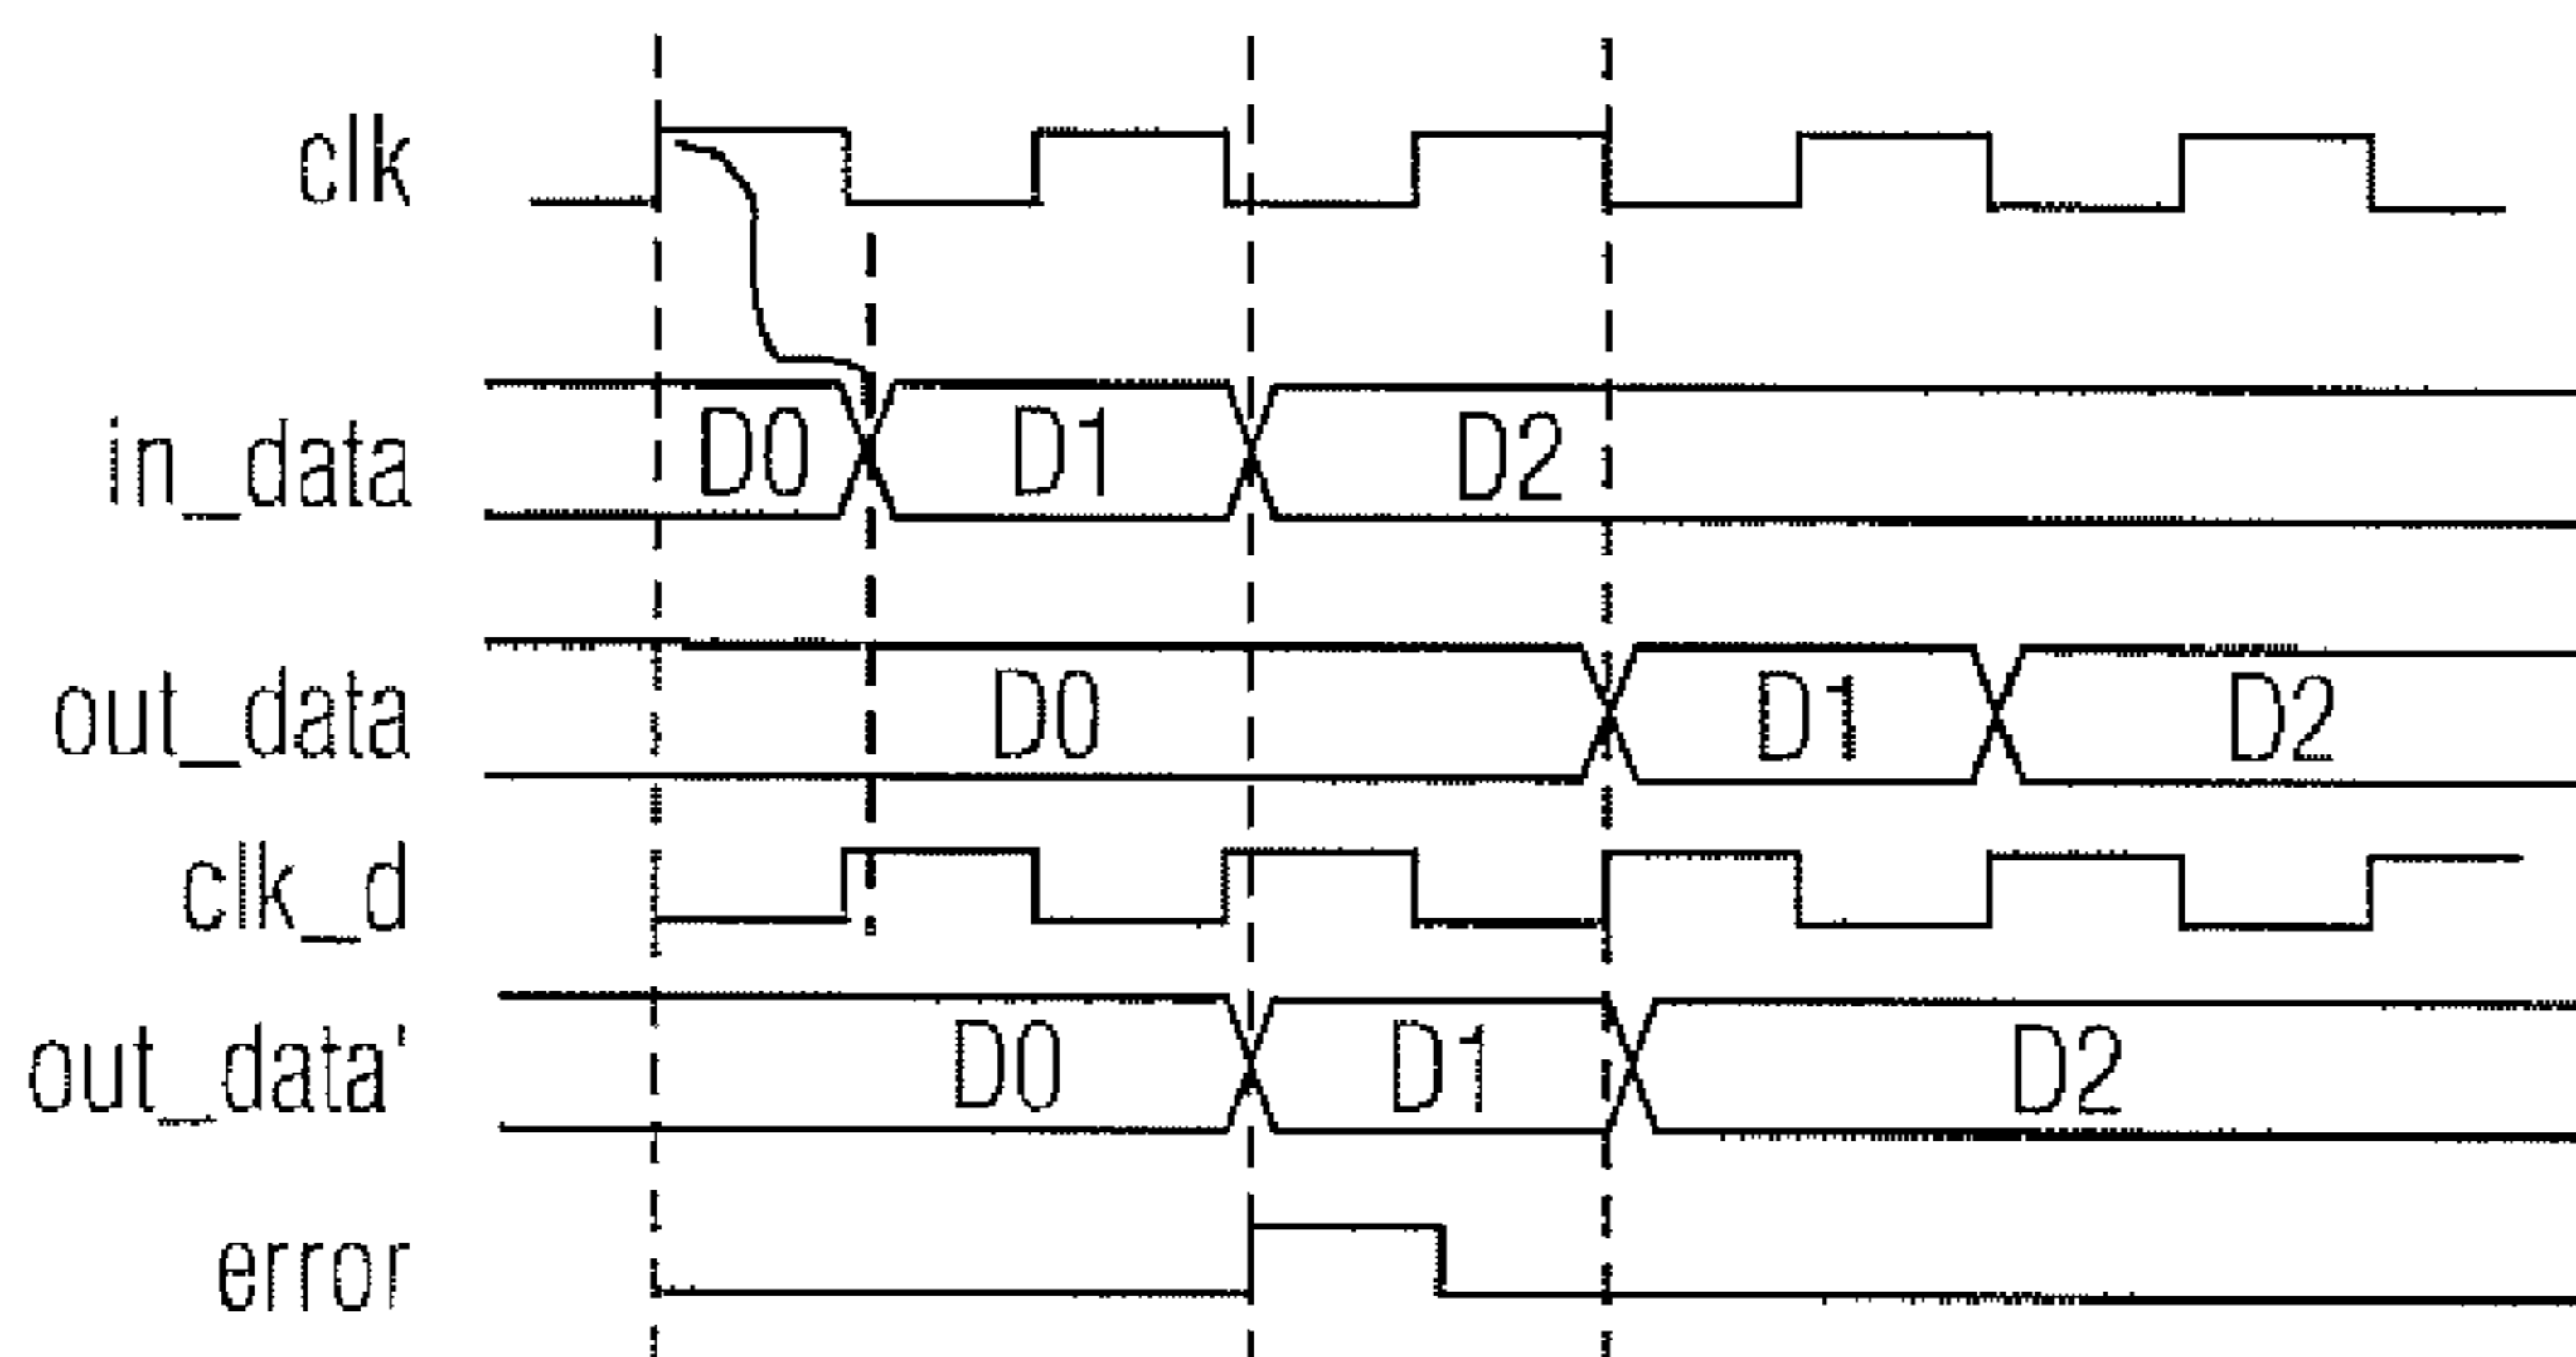 clk
in_data D0 D1 D2
out_data D0 D1 D2
clk_d
out_data' D0 D1 D2
error